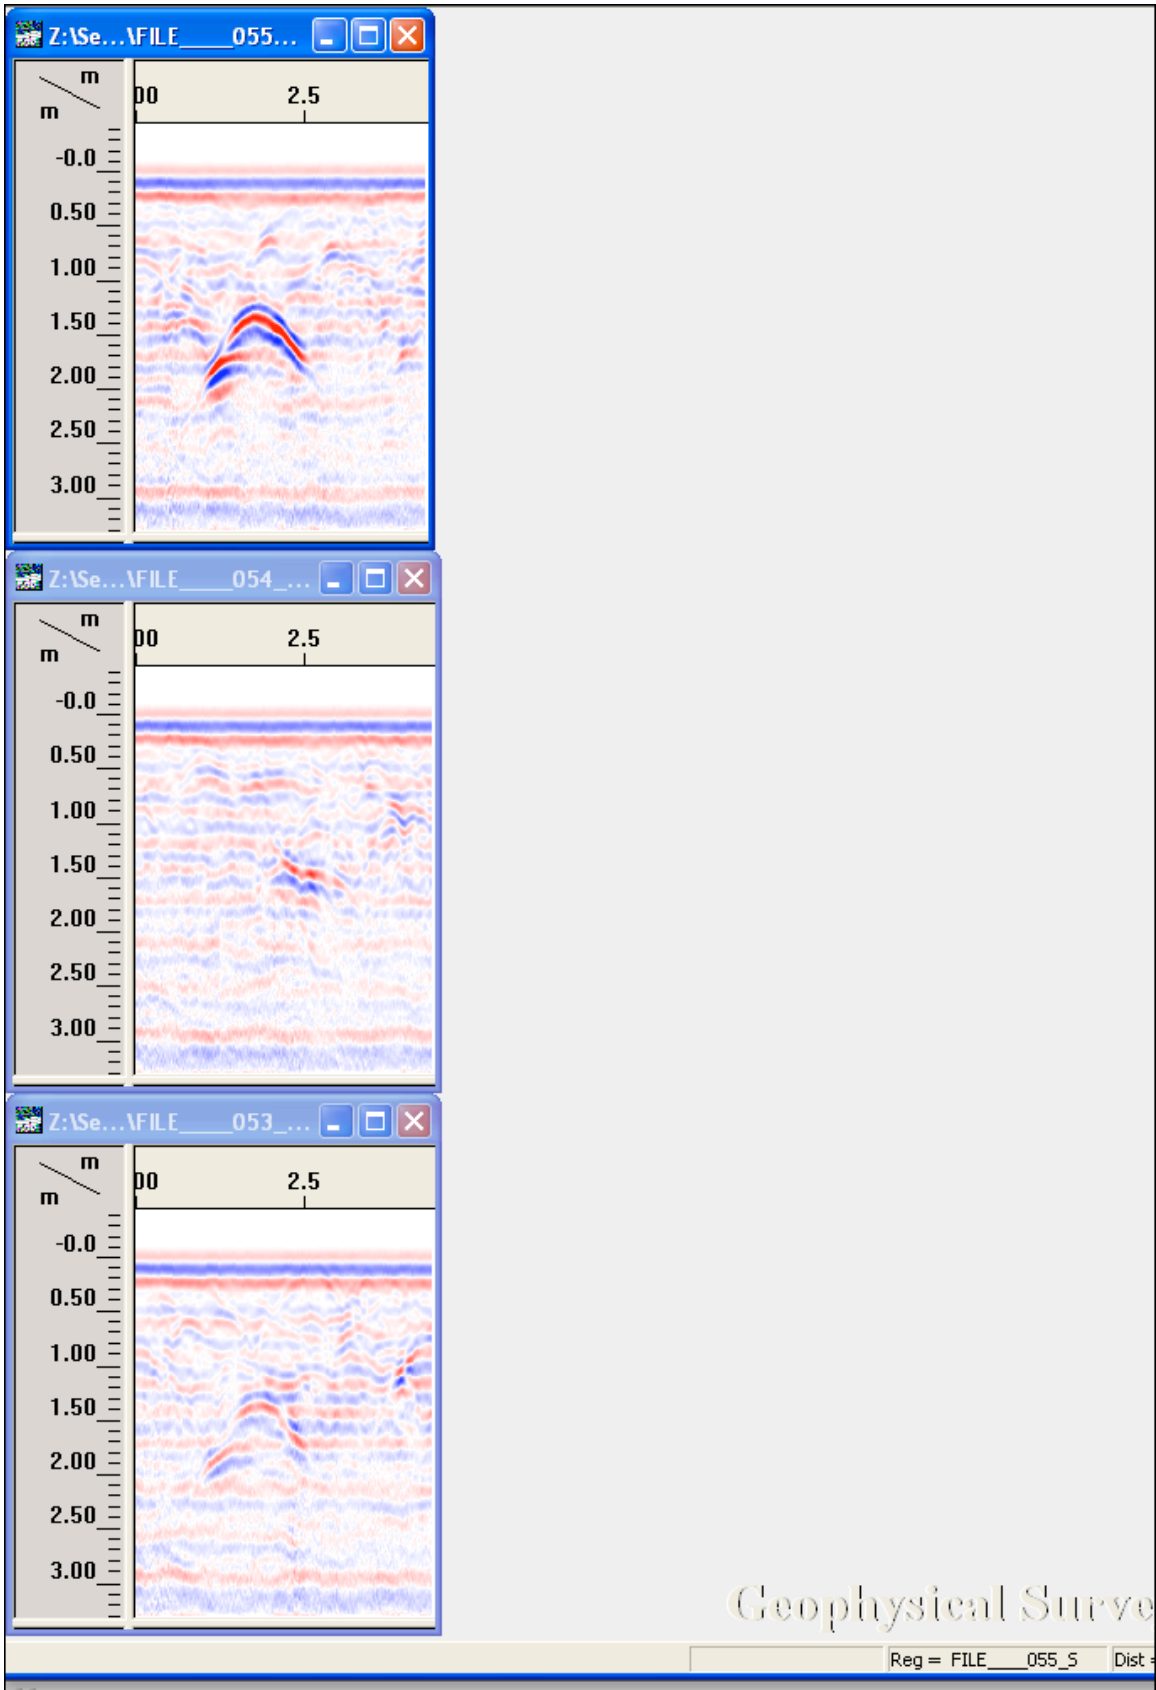 Z:\Se...\FILE____055...
m
00 2.5
m
-0.0
0.50
1.00
1.50
2.00
2.50
3.00
Z:\Se...\FILE____054_...
m
00 2.5
m
-0.0
0.50
1.00
1.50
2.00
2.50
3.00
Z:\Se...\FILE____053_...
m
00 2.5
m
-0.0
0.50
1.00
1.50
2.00
2.50
3.00
Geophysical Surve
Reg = FILE____055_S Dist =